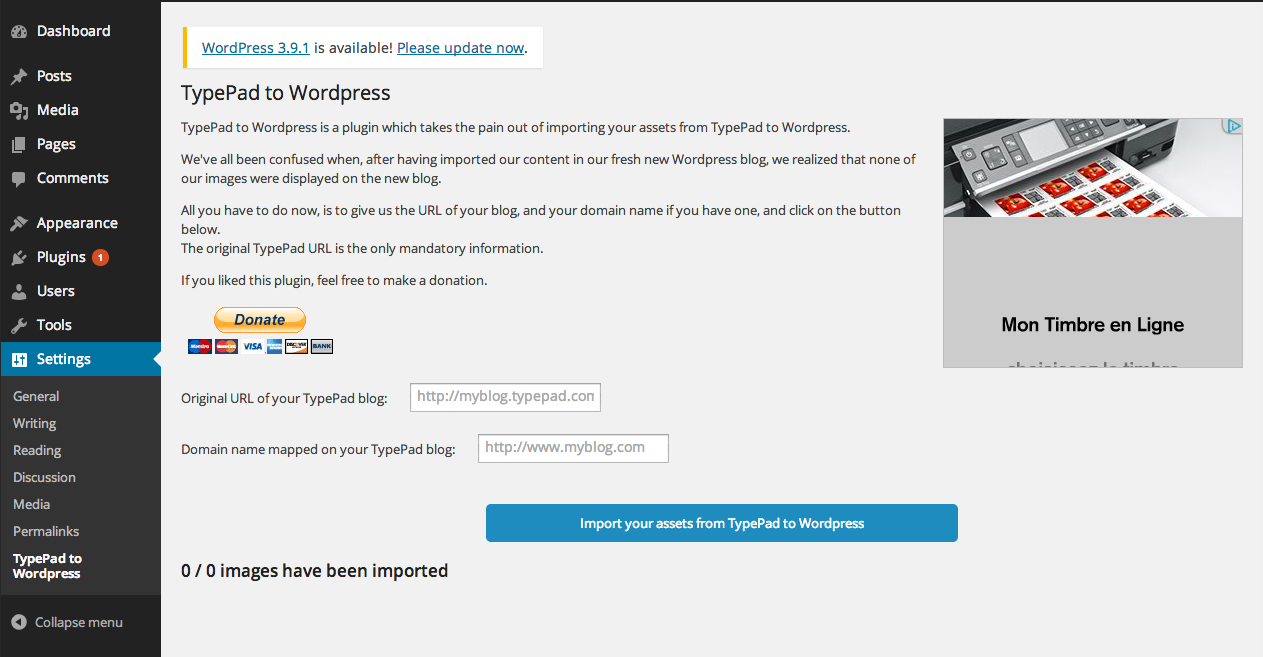 Dashboard
Posts
Media
Pages
Comments
Appearance
Plugins 1
Users
Tools
Settings
General
Writing
Reading
Discussion
Media
Permalinks
TypePad to
Wordpress
Collapse menu
WordPress 3.9.1 is available! Please update now.
TypePad to Wordpress
TypePad to Wordpress is a plugin which takes the pain out of importing your assets from TypePad to Wordpress.
We've all been confused when, after having imported our content in our fresh new Wordpress blog, we realized that none of
our images were displayed on the new blog.
All you have to do now, is to give us the URL of your blog, and your domain name if you have one, and click on the button
below.
The original TypePad URL is the only mandatory information.
If you liked this plugin, feel free to make a donation.
Donate
Maestro MasterCard VISA DISCOVER BANK
Original URL of your TypePad blog: http://myblog.typepad.com
Domain name mapped on your TypePad blog: http://www.myblog.com
Import your assets from TypePad to Wordpress
0 / 0 images have been imported
Mon Timbre en Ligne
choisissez le timbre